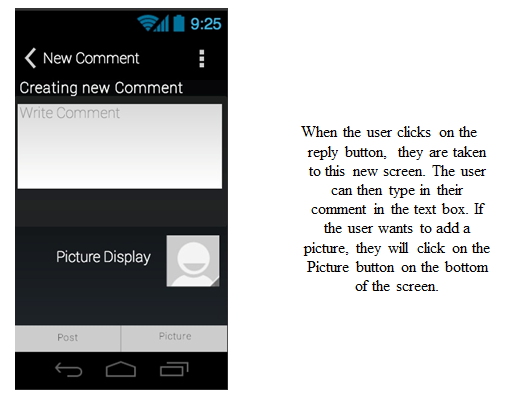 9:25
New Comment
Creating new Comment
Write Comment
Picture Display
Post
Picture
When the user clicks on the
reply button, they are taken
to this new screen. The user
can then type in their
comment in the text box. If
the user wants to add a
picture, they will click on the
Picture button on the bottom
of the screen.